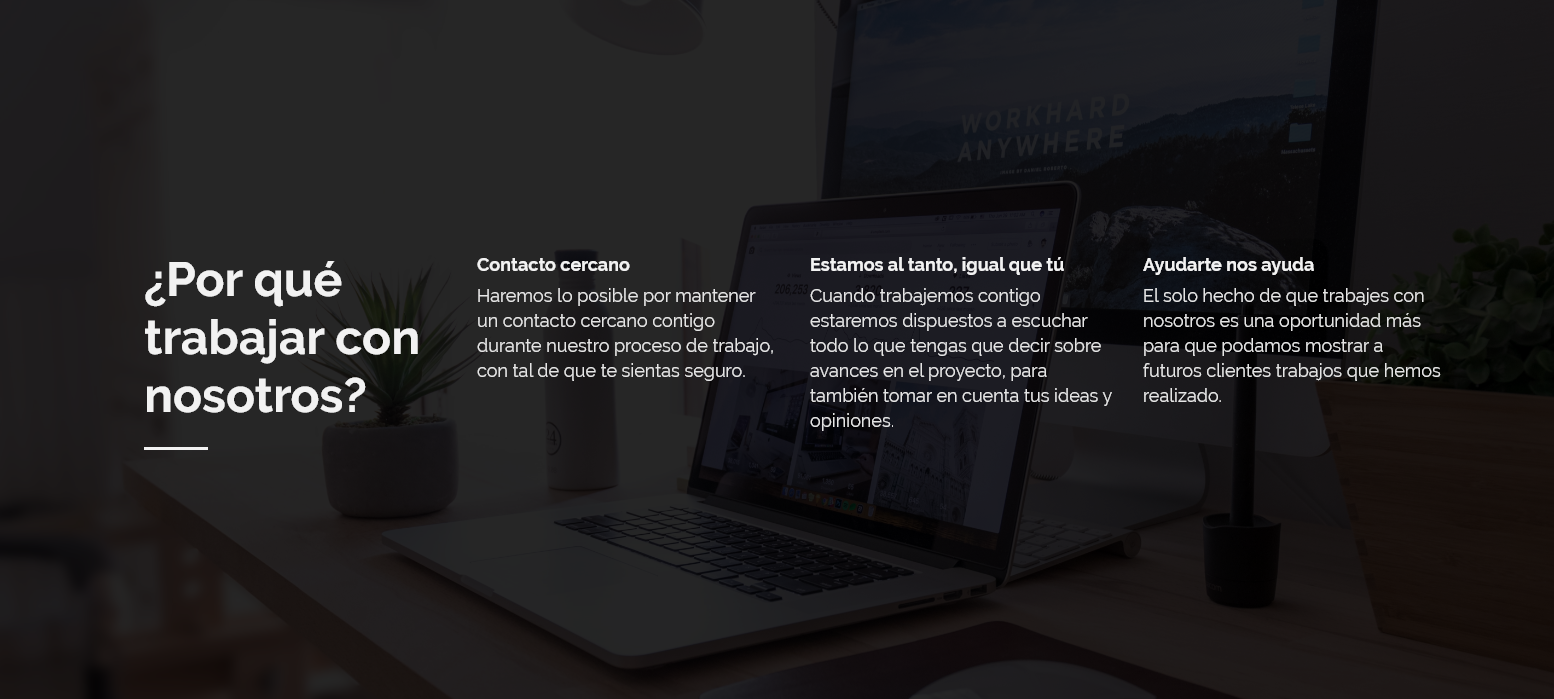 WORKHARD
ANYWHERE
¿Por qué
trabajar con
nosotros?
Contacto cercano
Haremos lo posible por mantener
un contacto cercano contigo
durante nuestro proceso de trabajo,
con tal de que te sientas seguro.
Estamos al tanto, igual que tú
Cuando trabajemos contigo
estaremos dispuestos a escuchar
todo lo que tengas que decir sobre
avances en el proyecto, para
también tomar en cuenta tus ideas y
opiniones.
Ayudarte nos ayuda
El solo hecho de que trabajes con
nosotros es una oportunidad más
para que podamos mostrar a
futuros clientes trabajos que hemos
realizado.